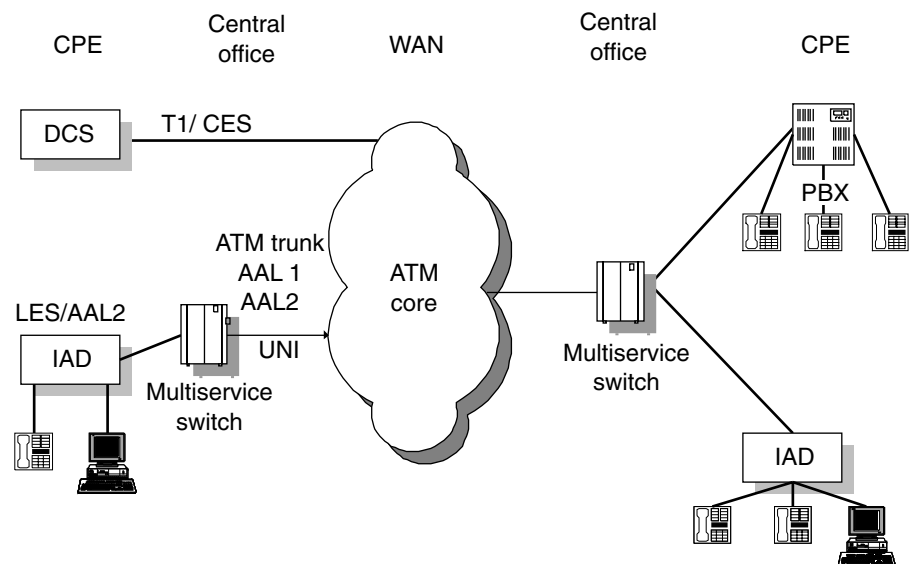 CPE
Central
office
WAN
Central
office
CPE
DCS
T1/ CES
PBX
ATM trunk
AAL 1
AAL2
ATM
core
LES/AAL2
IAD
UNI
Multiservice
switch
Multiservice
switch
IAD